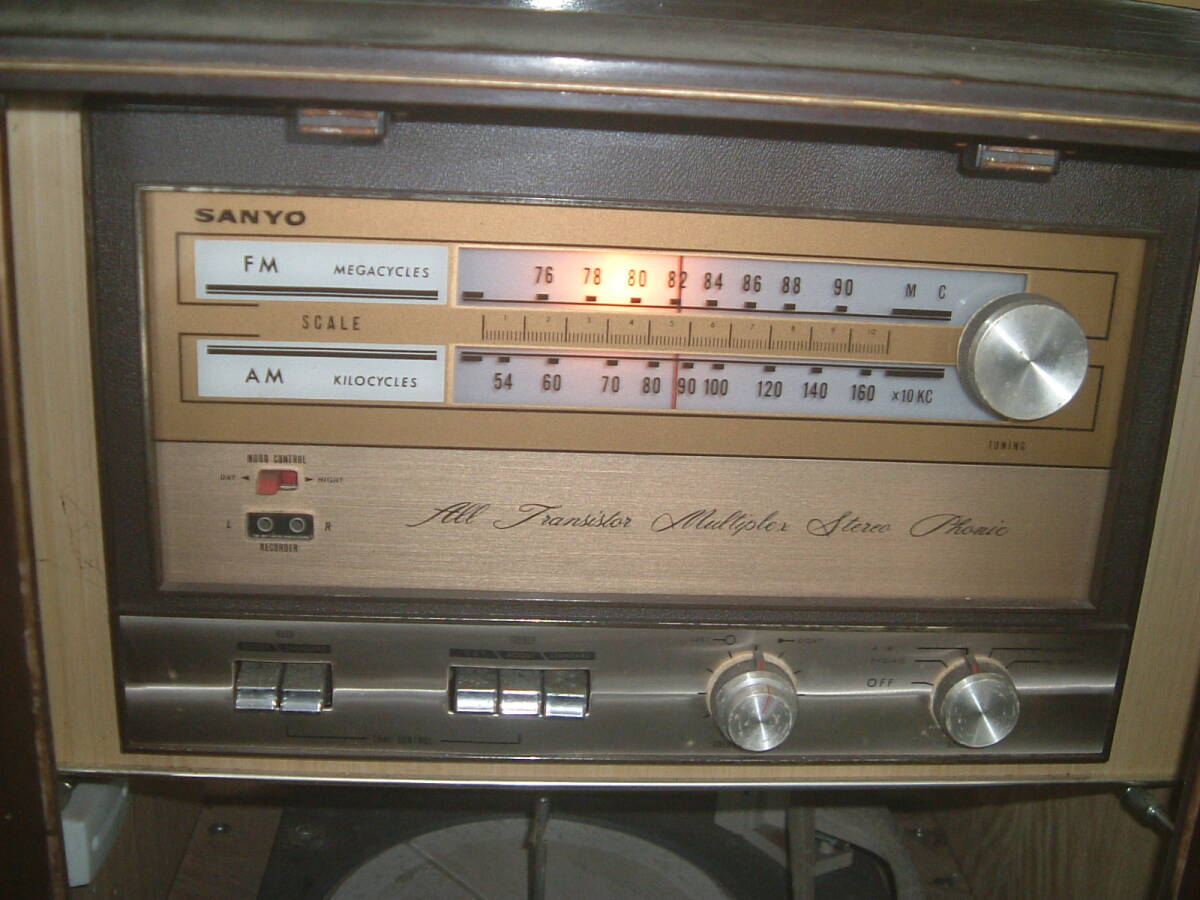 SANYO
FM MEGACYCLES
76 78 80 82 84 86 88 90 M C
SCALE
1 2 3 4 5 6 7 8 9 10
AM KILOCYCLES
54 60 70 80 90 100 120 140 160 ×10 KC
TUNING
MOOD CONTROL
DAY NIGHT
L R
RECORDER
All Transistor Multiplex Stereo Phonic
OFF